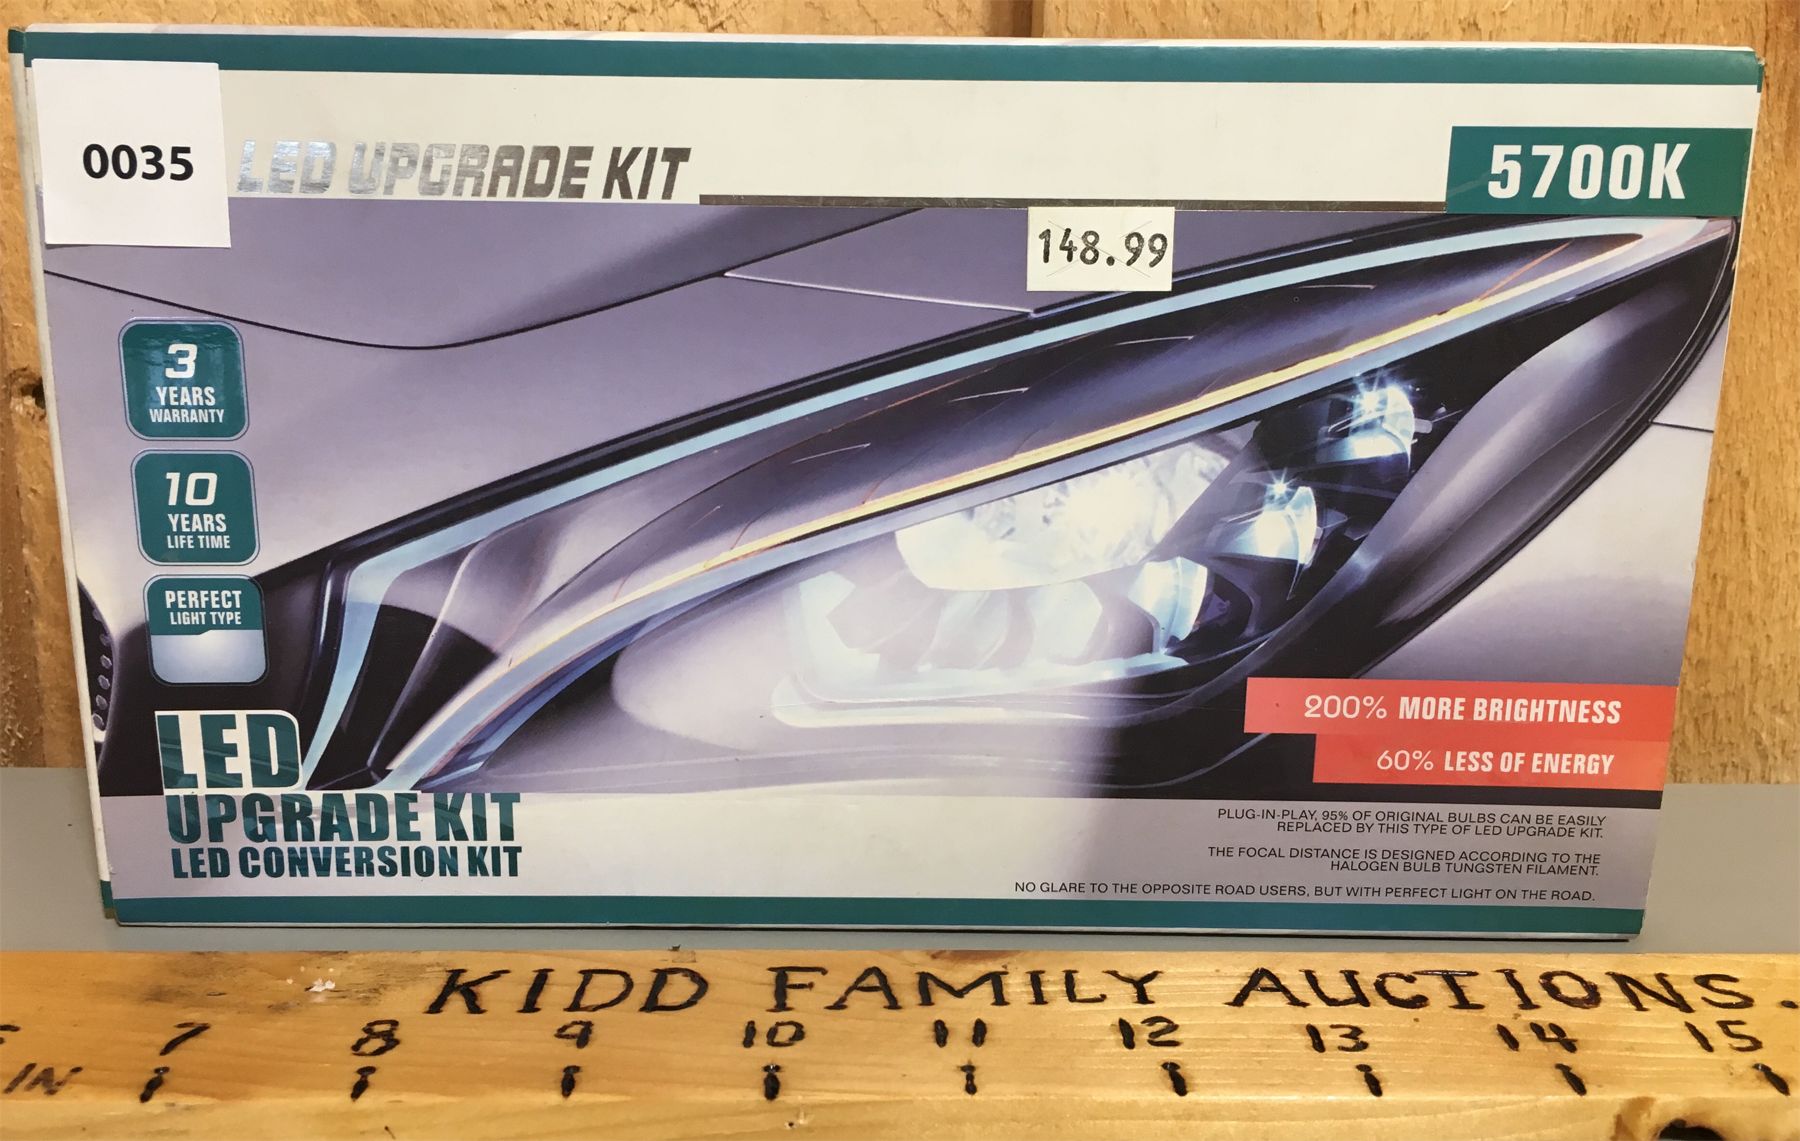 0035
LED UPGRADE KIT
5700K
148.99
3
YEARS
WARRANTY
10
YEARS
LIFE TIME
PERFECT
LIGHT TYPE
200% MORE BRIGHTNESS
60% LESS OF ENERGY
LED
UPGRADE KIT
LED CONVERSION KIT
PLUG-IN-PLAY, 95% OF ORIGINAL BULBS CAN BE EASILY
REPLACED BY THIS TYPE OF LED UPGRADE KIT.
THE FOCAL DISTANCE IS DESIGNED ACCORDING TO THE
HALOGEN BULB TUNGSTEN FILAMENT.
NO GLARE TO THE OPPOSITE ROAD USERS, BUT WITH PERFECT LIGHT ON THE ROAD.
KIDD FAMILY AUCTIONS.
7 8 9 10 11 12 13 14 15
IN